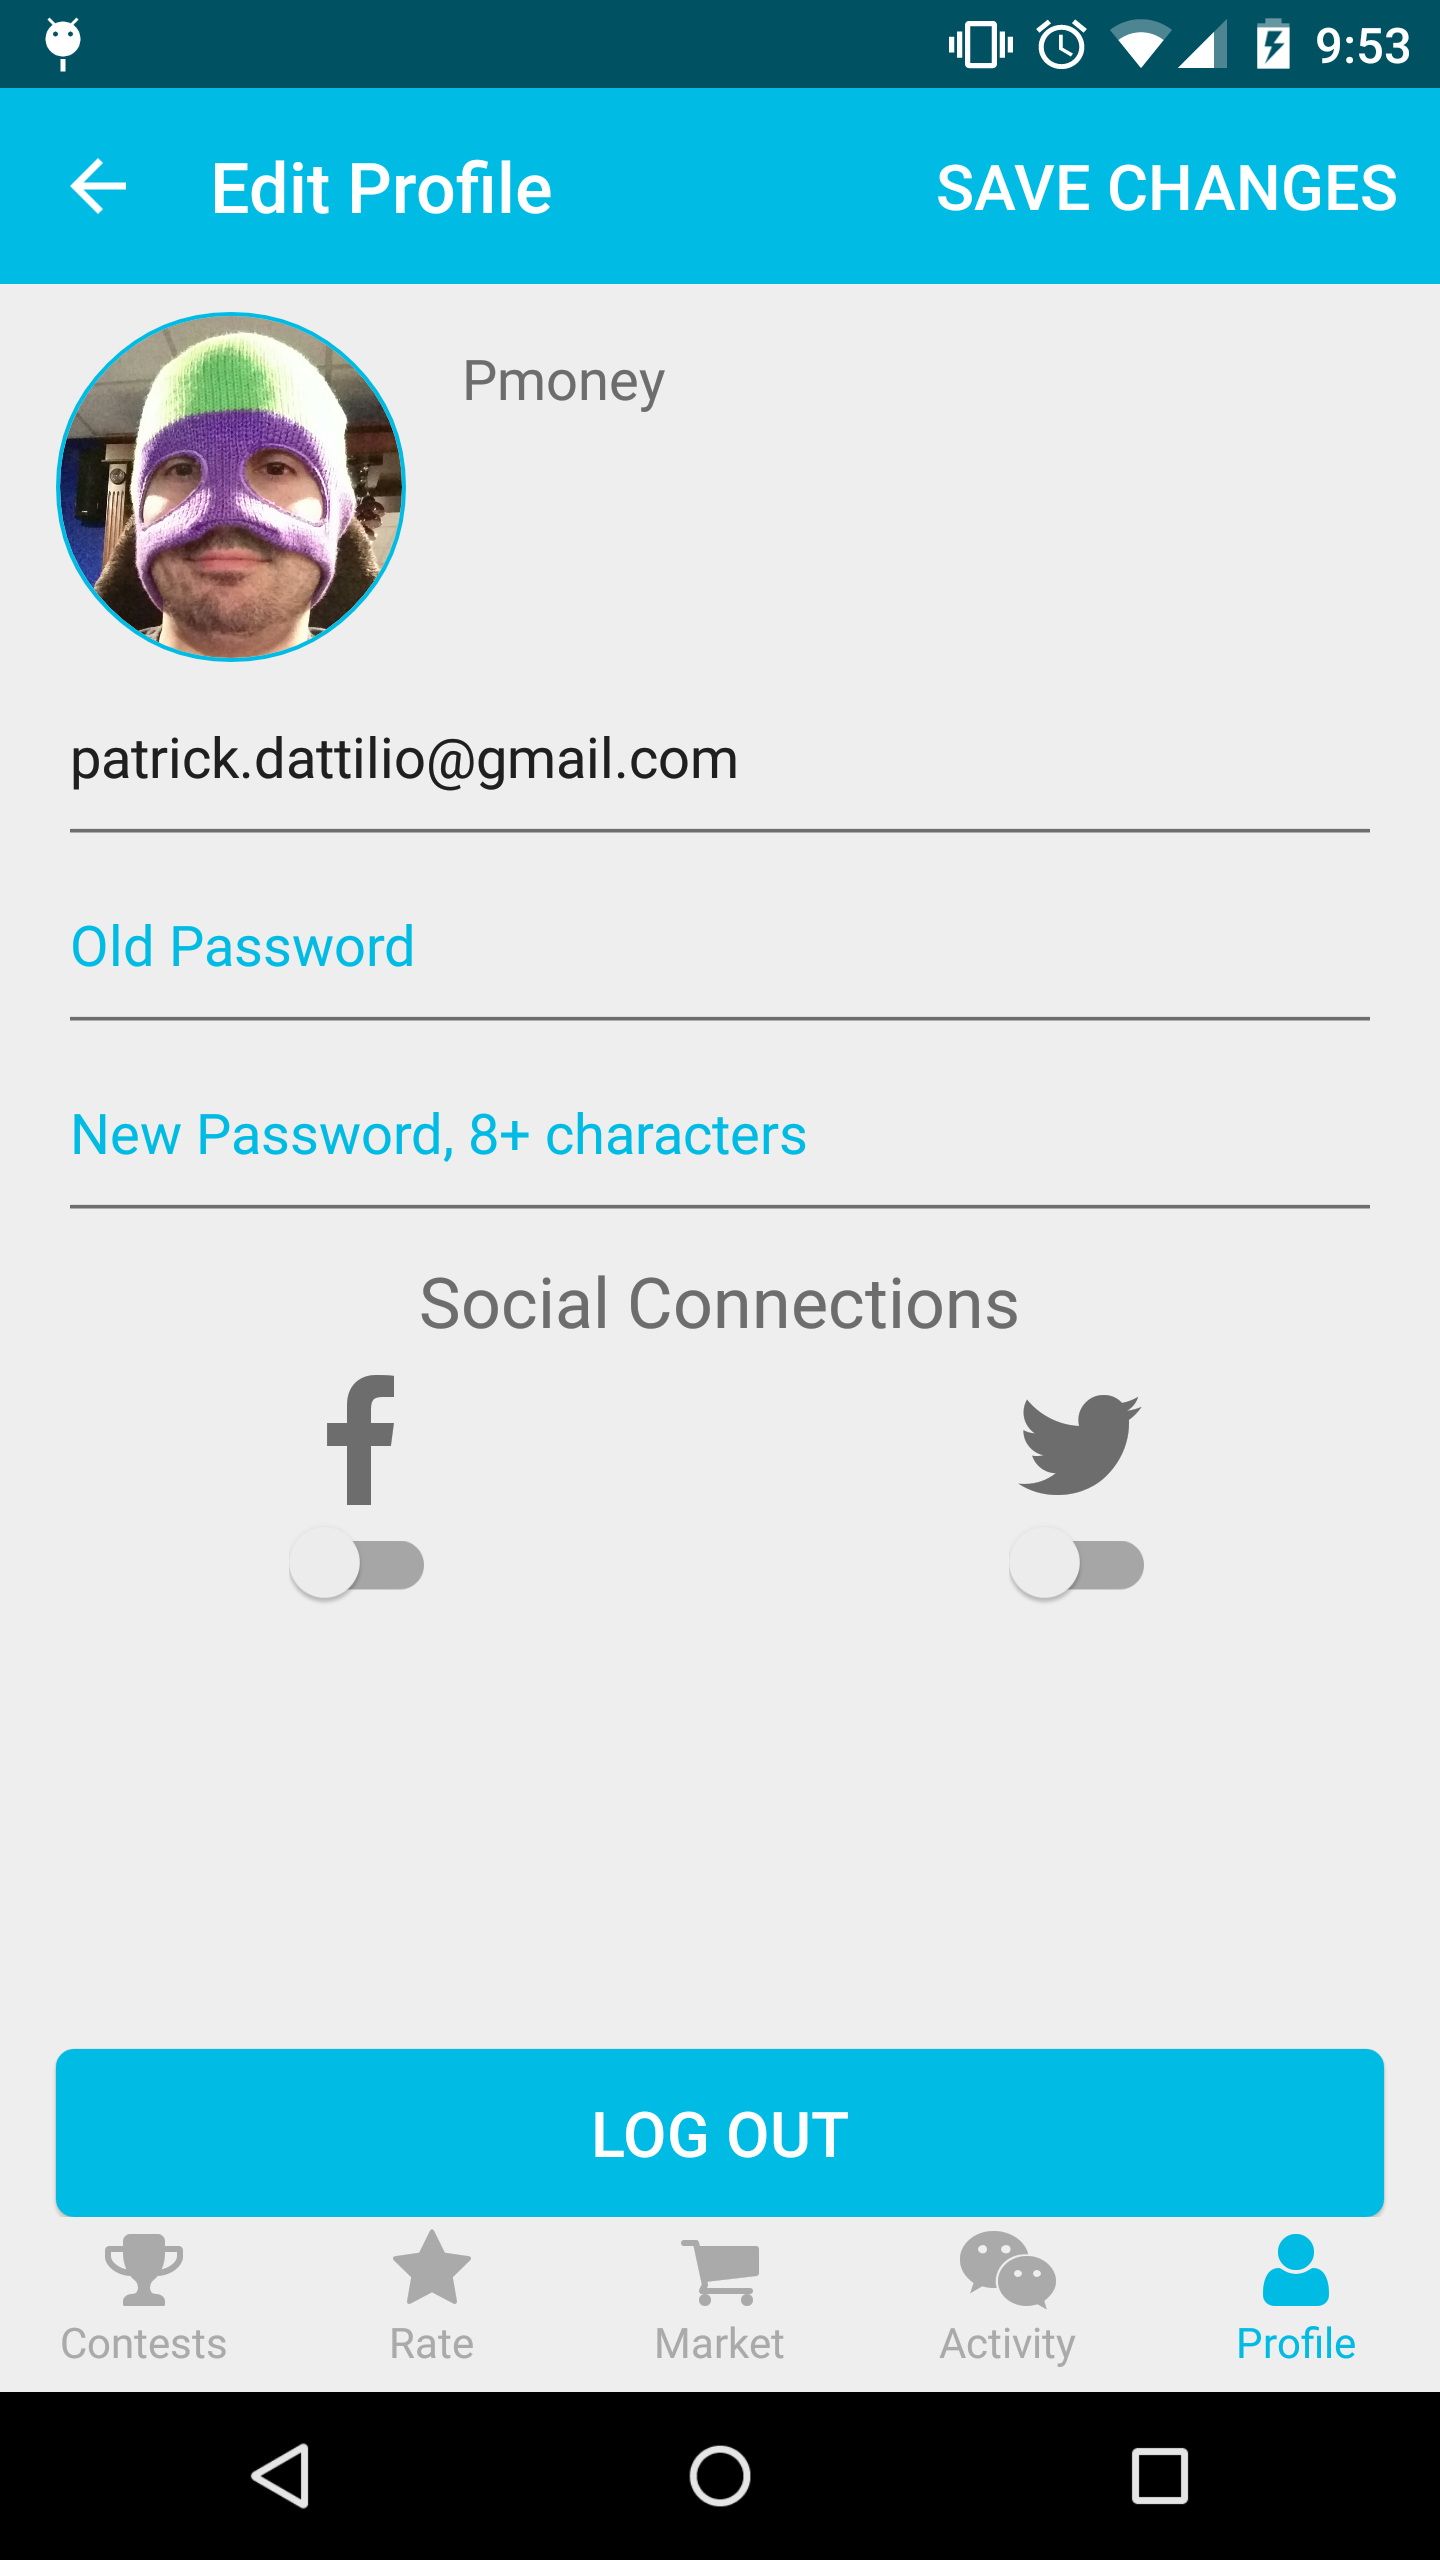 9:53
Edit Profile
SAVE CHANGES
Pmoney
patrick.dattilio@gmail.com
Old Password
New Password, 8+ characters
Social Connections
LOG OUT
Contests
Rate
Market
Activity
Profile